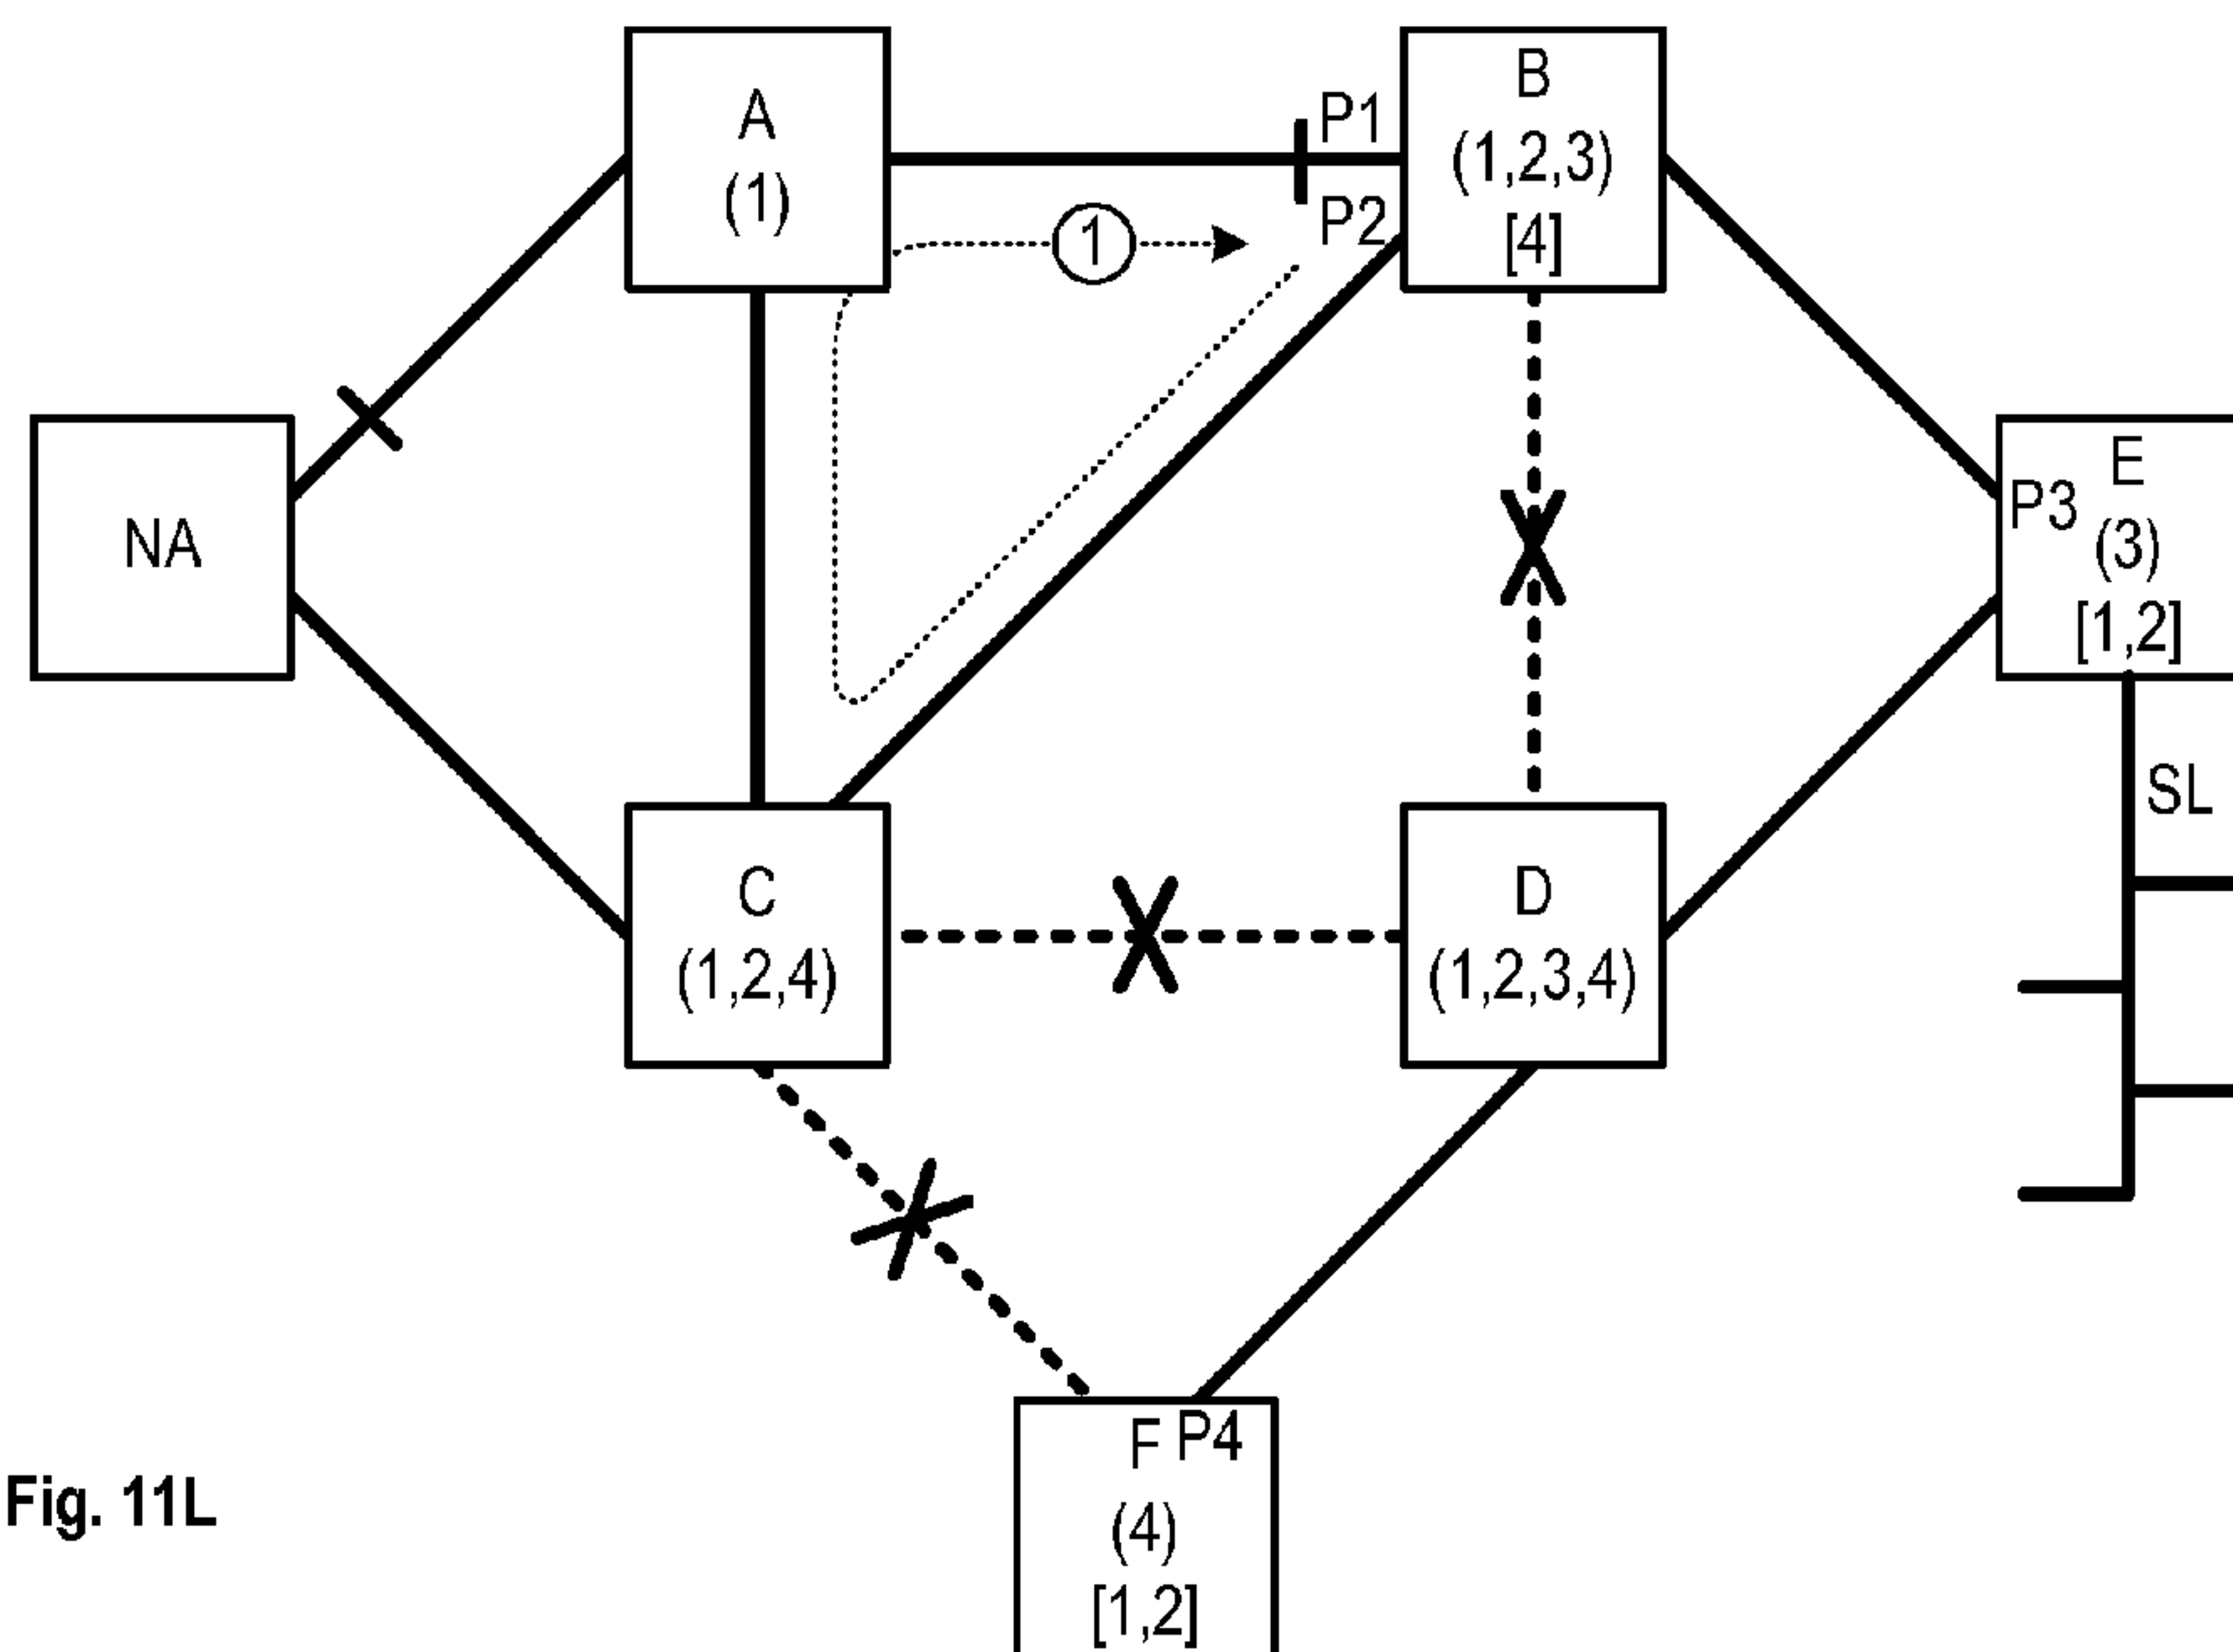 A
(1)
P1
P2
1
B
(1,2,3)
[4]
NA
P3
E
(3)
[1,2]
SL
C
(1,2,4)
D
(1,2,3,4)
F P4
(4)
[1,2]
Fig. 11L